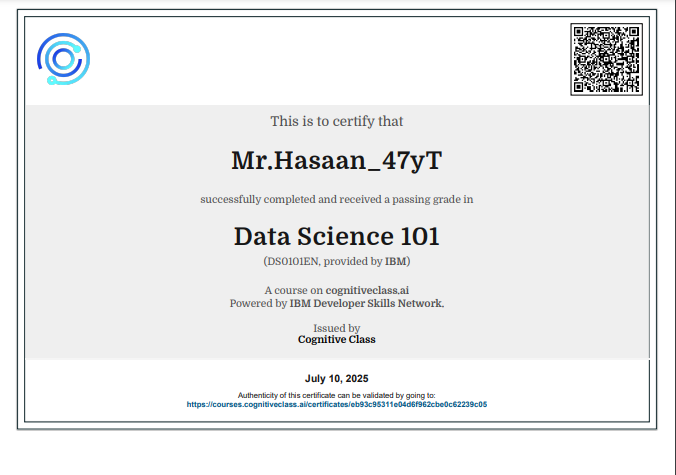 This is to certify that
Mr.Hasaan_47yT
successfully completed and received a passing grade in
Data Science 101
(DS0101EN, provided by IBM)
A course on cognitiveclass.ai
Powered by IBM Developer Skills Network.
Issued by
Cognitive Class
July 10, 2025
Authenticity of this certificate can be validated by going to:
https://courses.cognitiveclass.ai/certificates/eb93c95311e04d6f962cbe0c62239c05